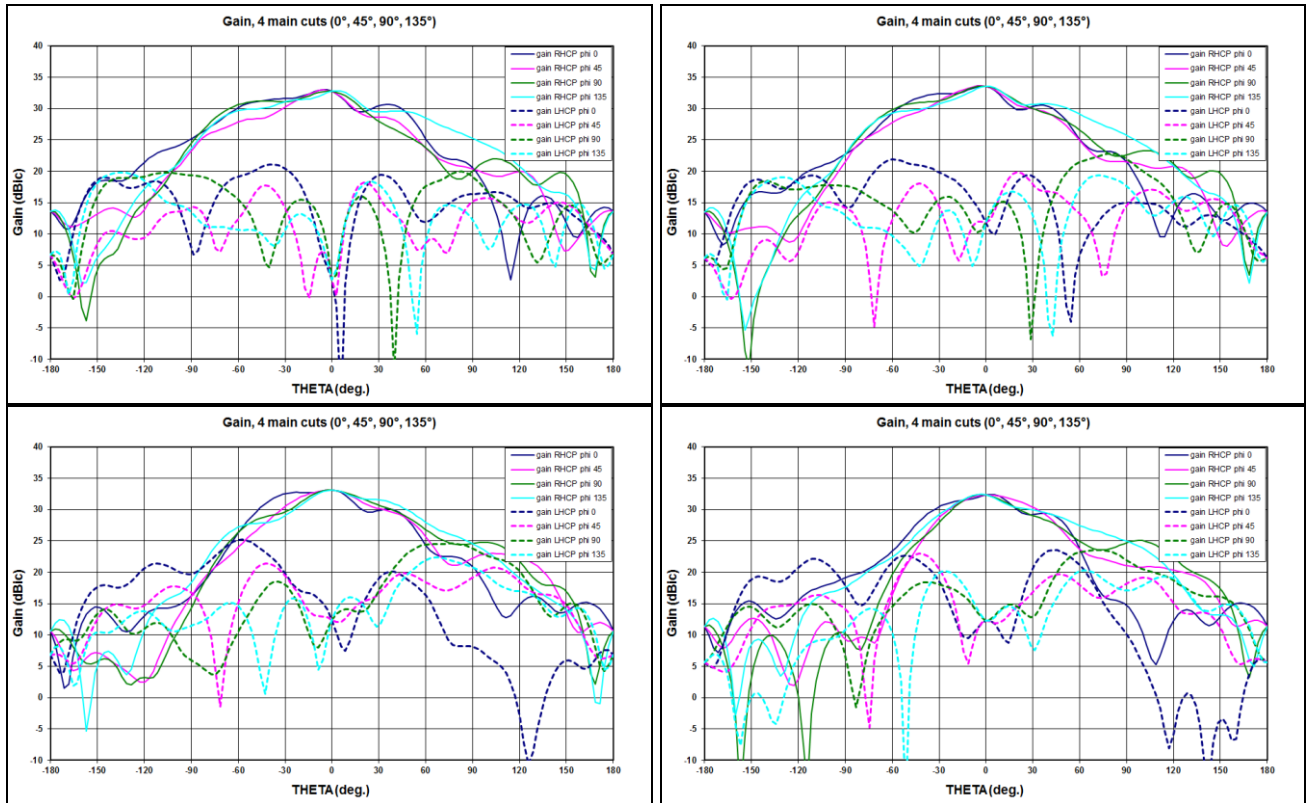 Gain, 4 main cuts (0°, 45°, 90°, 135°)
40
35
30
25
20
15
10
5
0
-5
-10
Gain (dBic)
gain RHCP phi 0
gain RHCP phi 45
gain RHCP phi 90
gain RHCP phi 135
gain LHCP phi 0
gain LHCP phi 45
gain LHCP phi 90
gain LHCP phi 135
-180 -150 -120 -90 -60 -30 0 30 60 90 120 150 180
THETA (deg.)
Gain, 4 main cuts (0°, 45°, 90°, 135°)
40
35
30
25
20
15
10
5
0
-5
-10
Gain (dBic)
gain RHCP phi 0
gain RHCP phi 45
gain RHCP phi 90
gain RHCP phi 135
gain LHCP phi 0
gain LHCP phi 45
gain LHCP phi 90
gain LHCP phi 135
-180 -150 -120 -90 -60 -30 0 30 60 90 120 150 180
THETA (deg.)
Gain, 4 main cuts (0°, 45°, 90°, 135°)
40
35
30
25
20
15
10
5
0
-5
-10
Gain (dBic)
gain RHCP phi 0
gain RHCP phi 45
gain RHCP phi 90
gain RHCP phi 135
gain LHCP phi 0
gain LHCP phi 45
gain LHCP phi 90
gain LHCP phi 135
-180 -150 -120 -90 -60 -30 0 30 60 90 120 150 180
THETA (deg.)
Gain, 4 main cuts (0°, 45°, 90°, 135°)
40
35
30
25
20
15
10
5
0
-5
-10
Gain (dBic)
gain RHCP phi 0
gain RHCP phi 45
gain RHCP phi 90
gain RHCP phi 135
gain LHCP phi 0
gain LHCP phi 45
gain LHCP phi 90
gain LHCP phi 135
-180 -150 -120 -90 -60 -30 0 30 60 90 120 150 180
THETA (deg.)